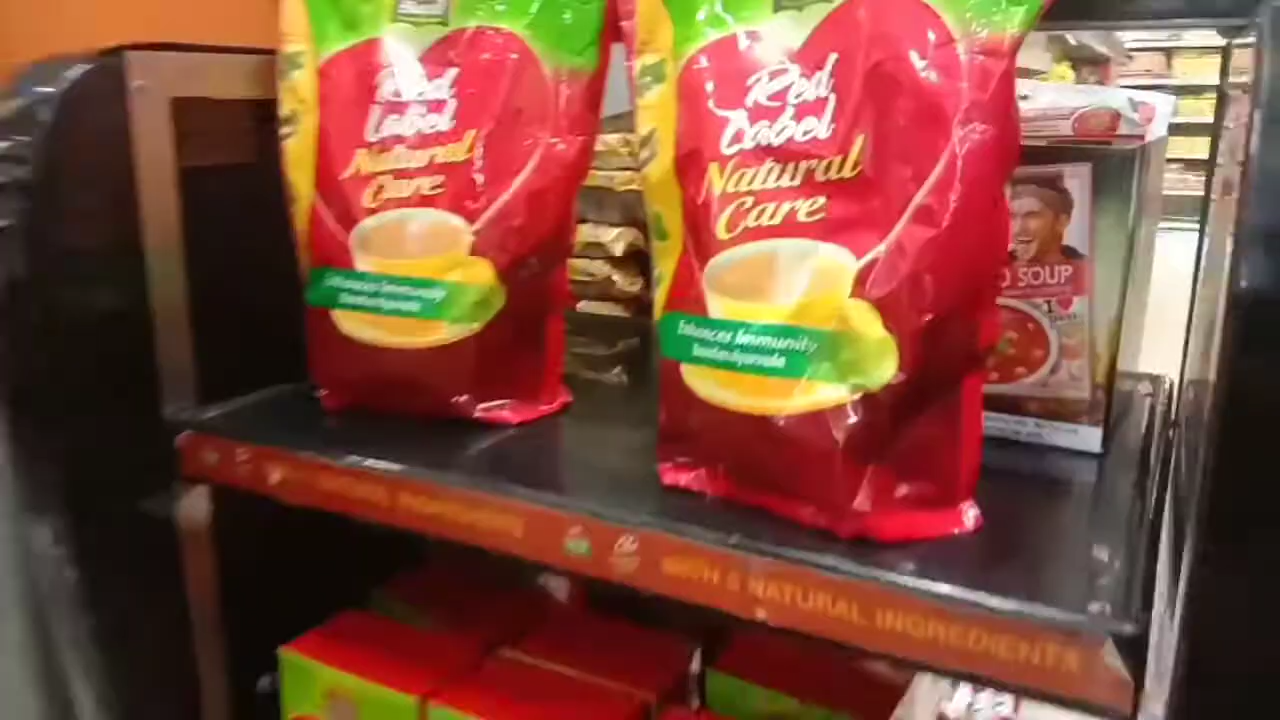 Red
Label
Natural
Care
Enhances Immunity
Red
Label
Natural
Care
Enhances Immunity
SOUP
I
WITH 5 NATURAL INGREDIENTS